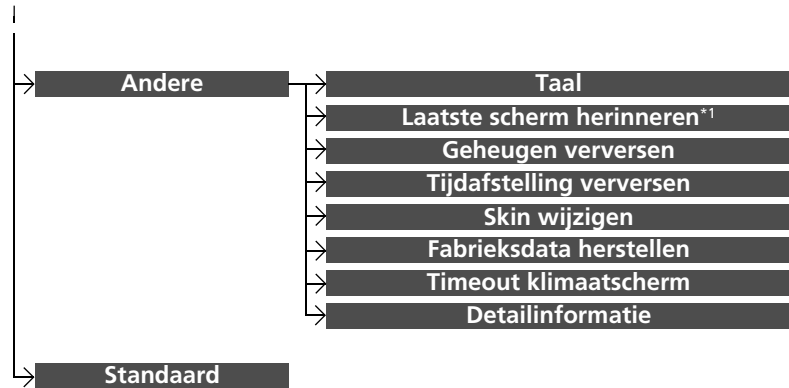 Andere
Taal
Laatste scherm herinneren*1
Geheugen verversen
Tijdafstelling verversen
Skin wijzigen
Fabrieksdata herstellen
Timeout klimaatscherm
Detailinformatie
Standaard